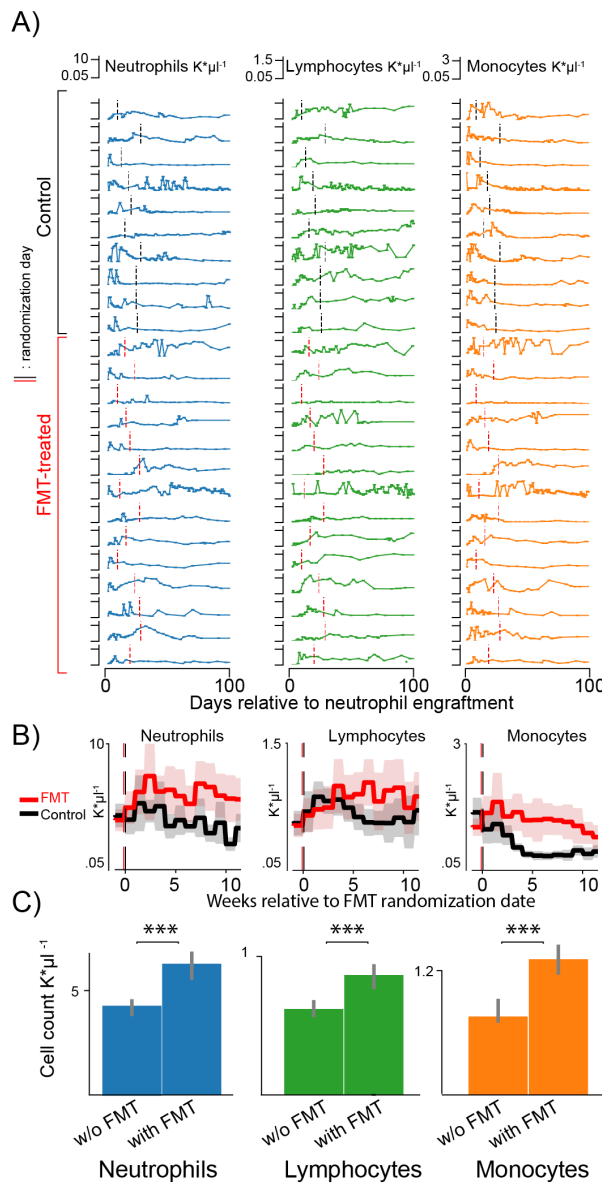 A)
10
0.05
Neutrophils K*µl-1
1.5
0.05
Lymphocytes K*µl-1
3
0.05
Monocytes K*µl-1
Control
: randomization day
FMT-treated
0 100 0 100 0 100
Days relative to neutrophil engraftment
B)
10 Neutrophils 1.5 Lymphocytes 3 Monocytes
K*µl-1 K*µl-1 K*µl-1
FMT
Control
.05 .05 .05
0 5 10 0 5 10 0 5 10
Weeks relative to FMT randomization date
C)
*** *** ***
Cell count K*µl -1
5 1 1.2
w/o FMT with FMT w/o FMT with FMT w/o FMT with FMT
Neutrophils Lymphocytes Monocytes